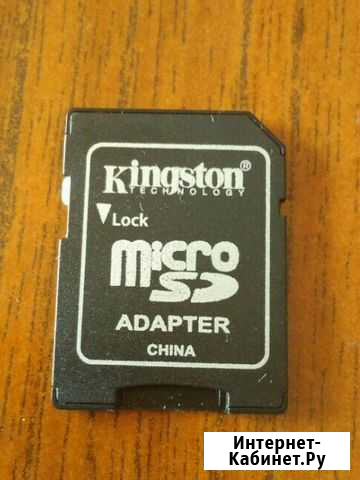 Kingston®
TECHNOLOGY
Lock
micro
SD
ADAPTER
CHINA
Интернет-
Кабинет.Ру